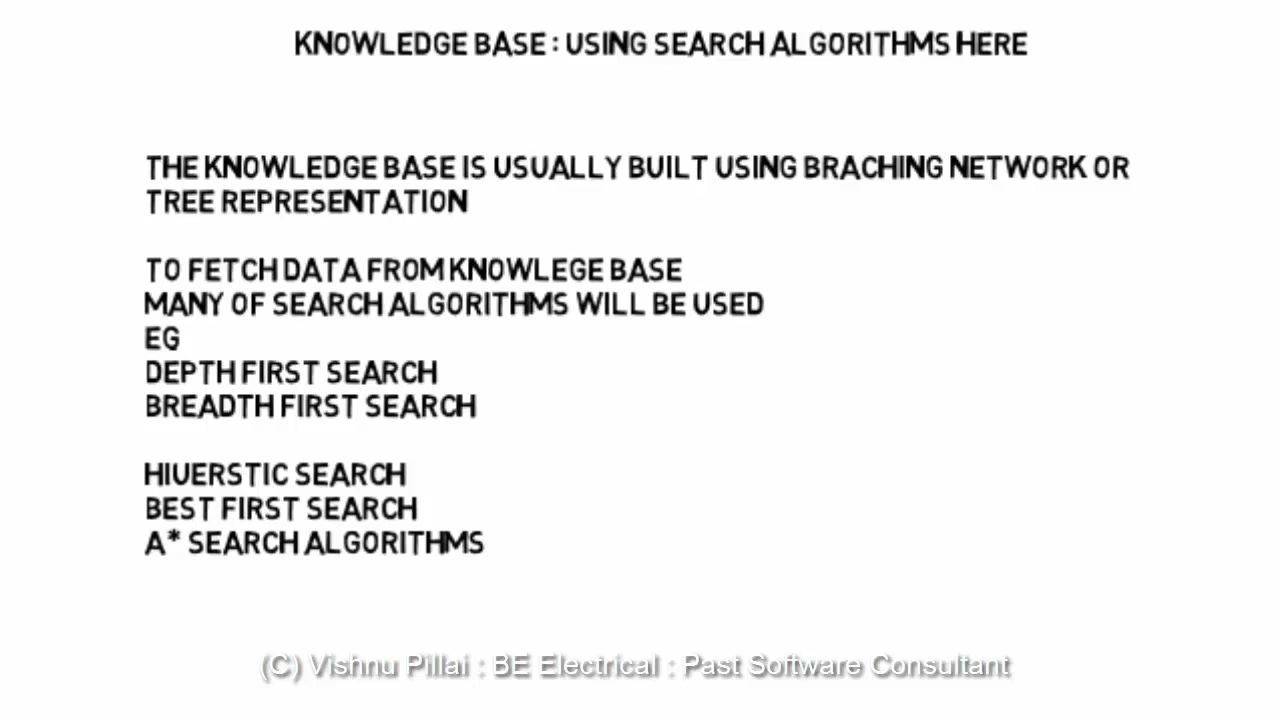 KNOWLEDGE BASE : USING SEARCH ALGORITHMS HERE
THE KNOWLEDGE BASE IS USUALLY BUILT USING BRACHING NETWORK OR
TREE REPRESENTATION
TO FETCH DATA FROM KNOWLEGE BASE
MANY OF SEARCH ALGORITHMS WILL BE USED
EG
DEPTH FIRST SEARCH
BREADTH FIRST SEARCH
HIUERSTIC SEARCH
BEST FIRST SEARCH
A* SEARCH ALGORITHMS
(C) Vishnu Pillai : BE Electrical : Past Software Consultant